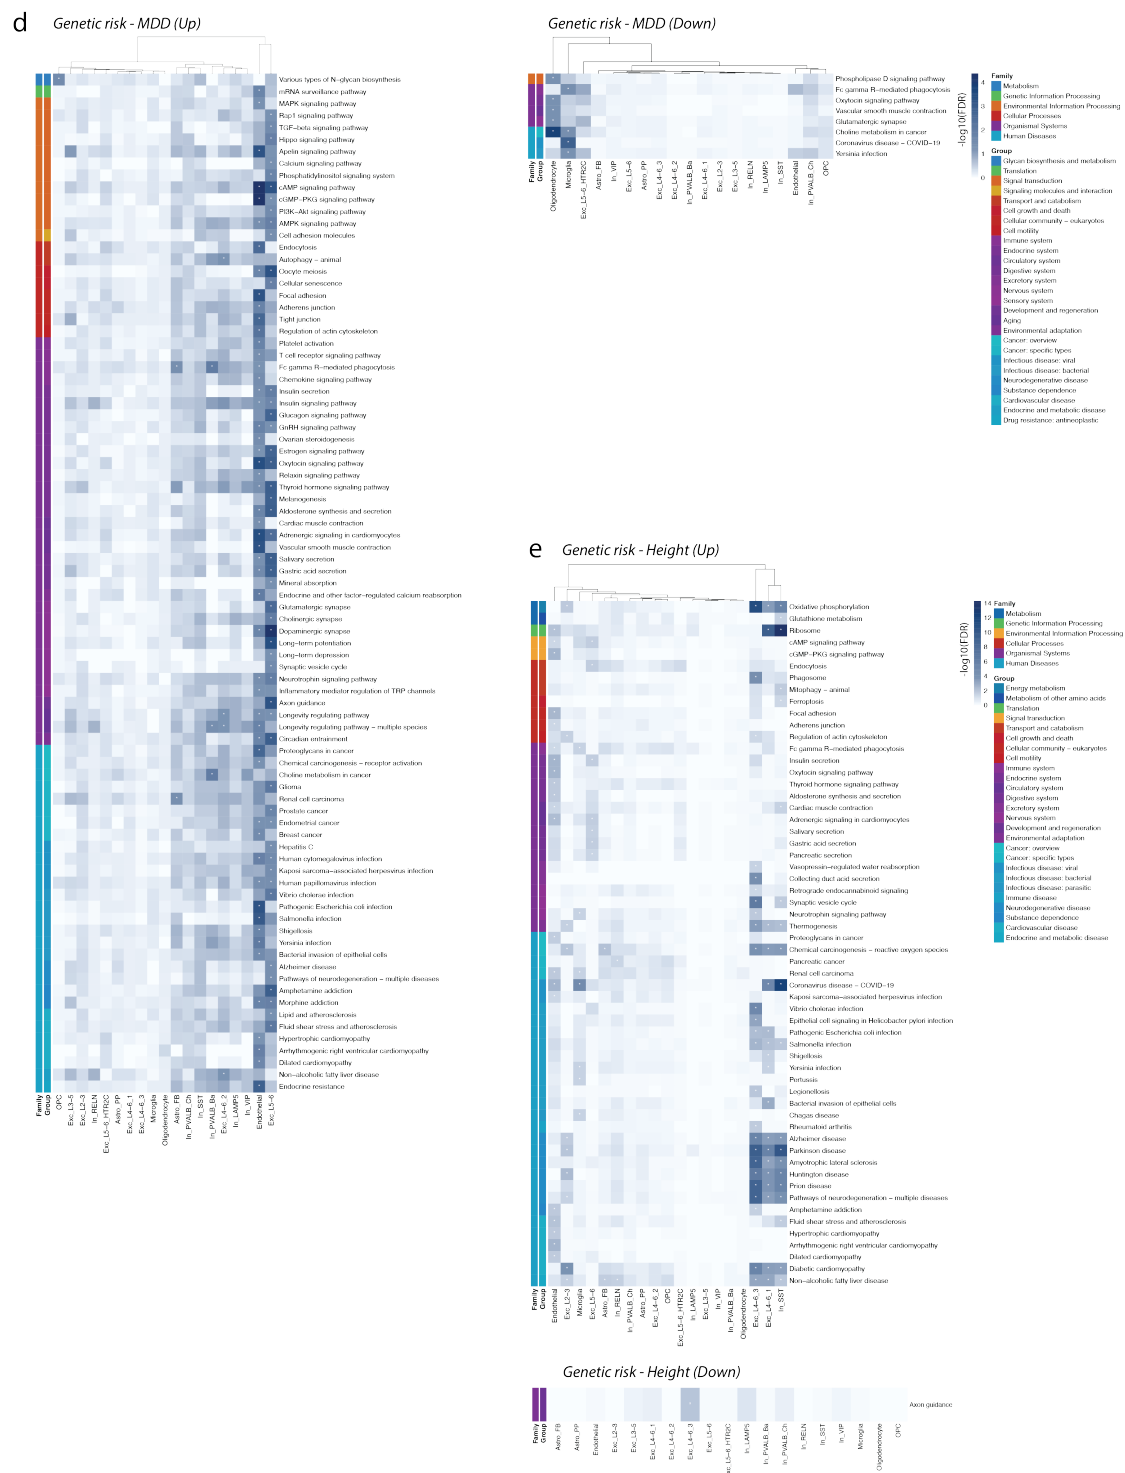 d
Genetic risk - MDD (Up)
Various types of N-glycan biosynthesis
mRNA surveillance pathway
MAPK signaling pathway
Rap1 signaling pathway
TGF-beta signaling pathway
Hippo signaling pathway
Apelin signaling pathway
Calcium signaling pathway
Phosphatidylinositol signaling system
cAMP signaling pathway
cGMP-PKG signaling pathway
PI3K-Akt signaling pathway
AMPK signaling pathway
Cell adhesion molecules
Endocytosis
Autophagy - animal
Oocyte meiosis
Cellular senescence
Focal adhesion
Adherens junction
Tight junction
Regulation of actin cytoskeleton
Platelet activation
T cell receptor signaling pathway
Fc gamma R-mediated phagocytosis
Chemokine signaling pathway
Insulin secretion
Insulin signaling pathway
Glucagon signaling pathway
GnRH signaling pathway
Ovarian steroidogenesis
Estrogen signaling pathway
Oxytocin signaling pathway
Relaxin signaling pathway
Thyroid hormone signaling pathway
Melanogenesis
Aldosterone synthesis and secretion
Cardiac muscle contraction
Adrenergic signaling in cardiomyocytes
Vascular smooth muscle contraction
Salivary secretion
Gastric acid secretion
Mineral absorption
Endocrine and other factor-regulated calcium reabsorption
Glutamatergic synapse
Cholinergic synapse
Dopaminergic synapse
Long-term potentiation
Long-term depression
Synaptic vesicle cycle
Neurotrophin signaling pathway
Inflammatory mediator regulation of TRP channels
Axon guidance
Longevity regulating pathway
Longevity regulating pathway - multiple species
Circadian entrainment
Proteoglycans in cancer
Chemical carcinogenesis - receptor activation
Choline metabolism in cancer
Glioma
Renal cell carcinoma
Prostate cancer
Endometrial cancer
Breast cancer
Hepatitis C
Human cytomegalovirus infection
Kaposi sarcoma-associated herpesvirus infection
Human papillomavirus infection
Vibrio cholerae infection
Pathogenic Escherichia coli infection
Salmonella infection
Shigellosis
Yersinia infection
Bacterial invasion of epithelial cells
Alzheimer disease
Pathways of neurodegeneration - multiple diseases
Amphetamine addiction
Morphine addiction
Lipid and atherosclerosis
Fluid shear stress and atherosclerosis
Hypertrophic cardiomyopathy
Arrhythmogenic right ventricular cardiomyopathy
Dilated cardiomyopathy
Non-alcoholic fatty liver disease
Endocrine resistance
Family
Group
OPC
Exc_L3-5
Exc_L2-3
In_RELN
Exc_L5-6_HTR2C
Astro_PP
Exc_L4-6_1
Exc_L4-6_3
Microglia
Oligodendrocyte
Astro_FB
In_PVALB_Ch
In_SST
In_PVALB_Ba
Exc_L4-6_2
In_LAMP5
In_VIP
Endothelial
Exc_L5-6
Genetic risk - MDD (Down)
Phospholipase D signaling pathway
Fc gamma R-mediated phagocytosis
Oxytocin signaling pathway
Vascular smooth muscle contraction
Glutamatergic synapse
Choline metabolism in cancer
Coronavirus disease - COVID-19
Yersinia infection
Family
Group
Oligodendrocyte
Microglia
Exc_L5-6_HTR2C
Astro_FB
In_VIP
Exc_L5-6
Astro_PP
Exc_L4-6_3
Exc_L4-6_2
In_PVALB_Ba
Exc_L4-6_1
Exc_L2-3
Exc_L3-5
In_RELN
In_LAMP5
In_SST
Endothelial
In_PVALB_Ch
OPC
-log10(FDR)
4
3
2
1
0
Family
Metabolism
Genetic Information Processing
Environmental Information Processing
Cellular Processes
Organismal Systems
Human Diseases
Group
Glycan biosynthesis and metabolism
Translation
Signal transduction
Signaling molecules and interaction
Transport and catabolism
Cell growth and death
Cellular community - eukaryotes
Cell motility
Immune system
Endocrine system
Circulatory system
Digestive system
Excretory system
Nervous system
Sensory system
Development and regeneration
Aging
Environmental adaptation
Cancer: overview
Cancer: specific types
Infectious disease: viral
Infectious disease: bacterial
Neurodegenerative disease
Substance dependence
Cardiovascular disease
Endocrine and metabolic disease
Drug resistance: antineoplastic
e
Genetic risk - Height (Up)
Oxidative phosphorylation
Glutathione metabolism
Ribosome
cAMP signaling pathway
cGMP-PKG signaling pathway
Endocytosis
Phagosome
Mitophagy - animal
Ferroptosis
Focal adhesion
Adherens junction
Regulation of actin cytoskeleton
Fc gamma R-mediated phagocytosis
Insulin secretion
Oxytocin signaling pathway
Thyroid hormone signaling pathway
Aldosterone synthesis and secretion
Cardiac muscle contraction
Adrenergic signaling in cardiomyocytes
Salivary secretion
Gastric acid secretion
Pancreatic secretion
Vasopressin-regulated water reabsorption
Collecting duct acid secretion
Retrograde endocannabinoid signaling
Synaptic vesicle cycle
Neurotrophin signaling pathway
Thermogenesis
Proteoglycans in cancer
Chemical carcinogenesis - reactive oxygen species
Pancreatic cancer
Renal cell carcinoma
Coronavirus disease - COVID-19
Kaposi sarcoma-associated herpesvirus infection
Vibrio cholerae infection
Epithelial cell signaling in Helicobacter pylori infection
Pathogenic Escherichia coli infection
Salmonella infection
Shigellosis
Yersinia infection
Pertussis
Legionellosis
Bacterial invasion of epithelial cells
Chagas disease
Rheumatoid arthritis
Alzheimer disease
Parkinson disease
Amyotrophic lateral sclerosis
Huntington disease
Prion disease
Pathways of neurodegeneration - multiple diseases
Amphetamine addiction
Fluid shear stress and atherosclerosis
Hypertrophic cardiomyopathy
Arrhythmogenic right ventricular cardiomyopathy
Dilated cardiomyopathy
Diabetic cardiomyopathy
Non-alcoholic fatty liver disease
Family
Group
Endothelial
Exc_L2-3
Microglia
Exc_L5-6
Astro_FB
In_RELN
In_PVALB_Ch
Astro_PP
Exc_L4-6_2
OPC
Exc_L5-6_HTR2C
In_LAMP5
Exc_L3-5
In_VIP
In_PVALB_Ba
Oligodendrocyte
Exc_L4-6_3
Exc_L4-6_1
In_SST
-log10(FDR)
14
12
10
8
6
4
2
0
Family
Metabolism
Genetic Information Processing
Environmental Information Processing
Cellular Processes
Organismal Systems
Human Diseases
Group
Energy metabolism
Metabolism of other amino acids
Translation
Signal transduction
Transport and catabolism
Cell growth and death
Cellular community - eukaryotes
Cell motility
Immune system
Endocrine system
Circulatory system
Digestive system
Excretory system
Nervous system
Development and regeneration
Environmental adaptation
Cancer: overview
Cancer: specific types
Infectious disease: viral
Infectious disease: bacterial
Infectious disease: parasitic
Immune disease
Neurodegenerative disease
Substance dependence
Cardiovascular disease
Endocrine and metabolic disease
Genetic risk - Height (Down)
Axon guidance
Family
Group
Astro_FB
Astro_PP
Endothelial
Exc_L2-3
Exc_L3-5
Exc_L4-6_1
Exc_L4-6_2
Exc_L4-6_3
Exc_L5-6
xc_L5-6_HTR2C
In_LAMP5
In_PVALB_Ba
In_PVALB_Ch
In_RELN
In_SST
In_VIP
Microglia
Oligodendrocyte
OPC